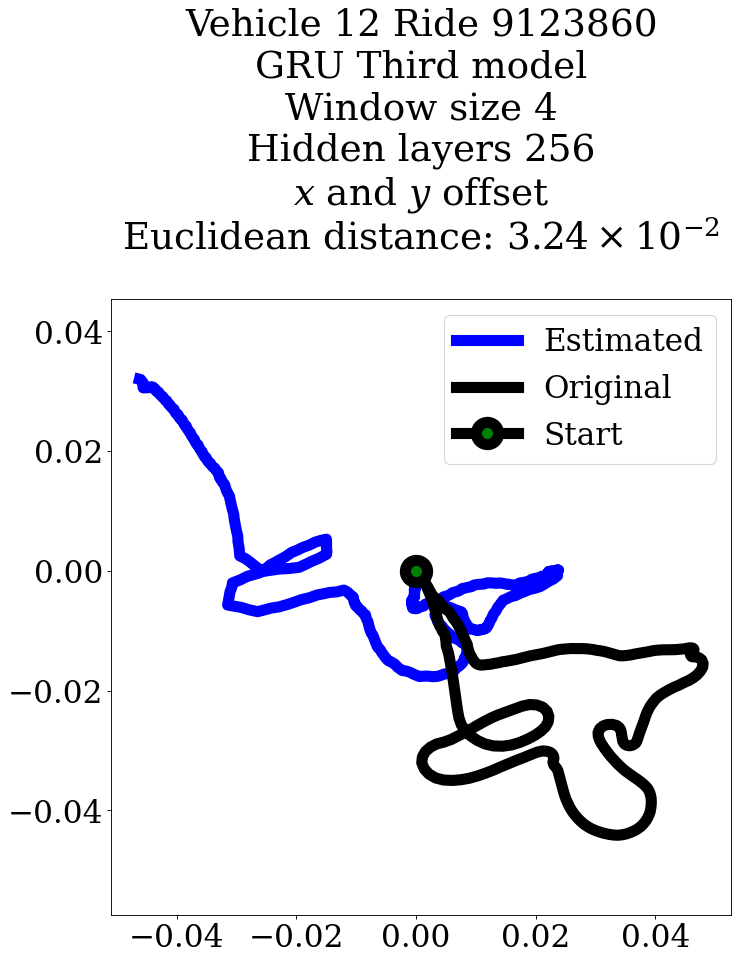 Vehicle 12 Ride 9123860
GRU Third model
Window size 4
Hidden layers 256
x and y offset
Euclidean distance: 3.24 × 10⁻²
Estimated
Original
Start
0.04
0.02
0.00
−0.02
−0.04
−0.04 −0.02 0.00 0.02 0.04